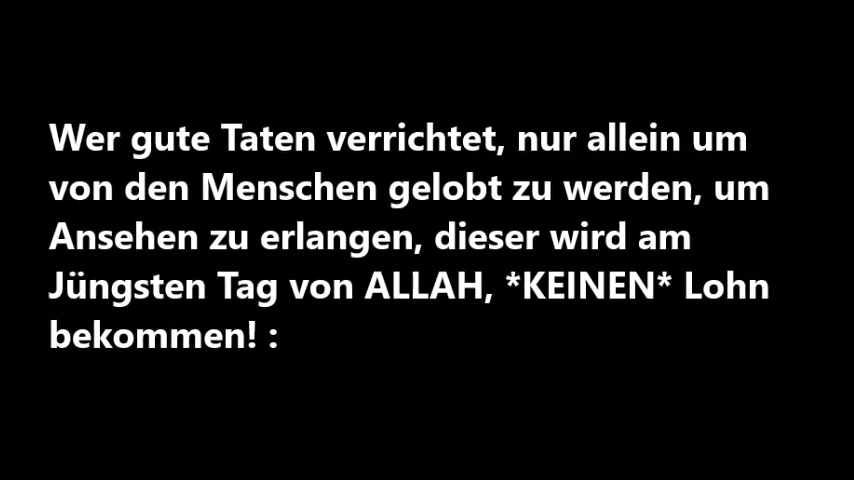 Wer gute Taten verrichtet, nur allein um
von den Menschen gelobt zu werden, um
Ansehen zu erlangen, dieser wird am
Jüngsten Tag von ALLAH, *KEINEN* Lohn
bekommen! :